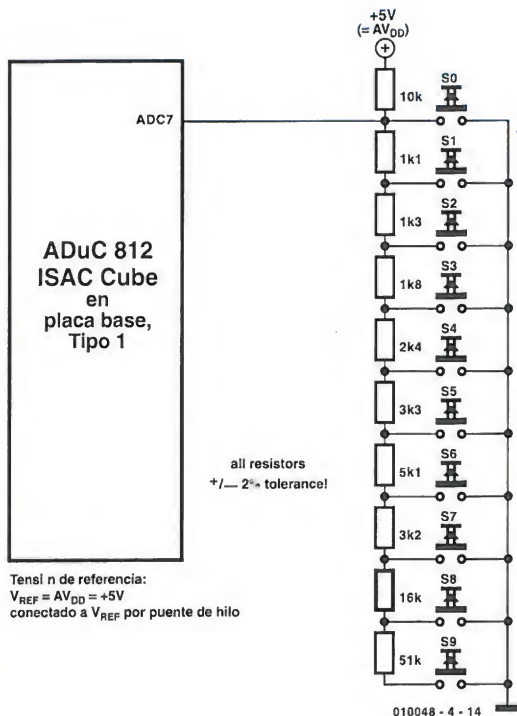 +5V
(= AVDD)
10k
S0
ADC7
1k1
S1
1k3
S2
ADuC 812
ISAC Cube
en
placa base,
Tipo 1
1k8
S3
2k4
S4
3k3
S5
all resistors
+/— 2% tolerance!
5k1
S6
3k2
S7
Tensi n de referencia:
VREF = AVDD = +5V
conectado a VREF por puente de hilo
16k
S8
51k
S9
010048 - 4 - 14